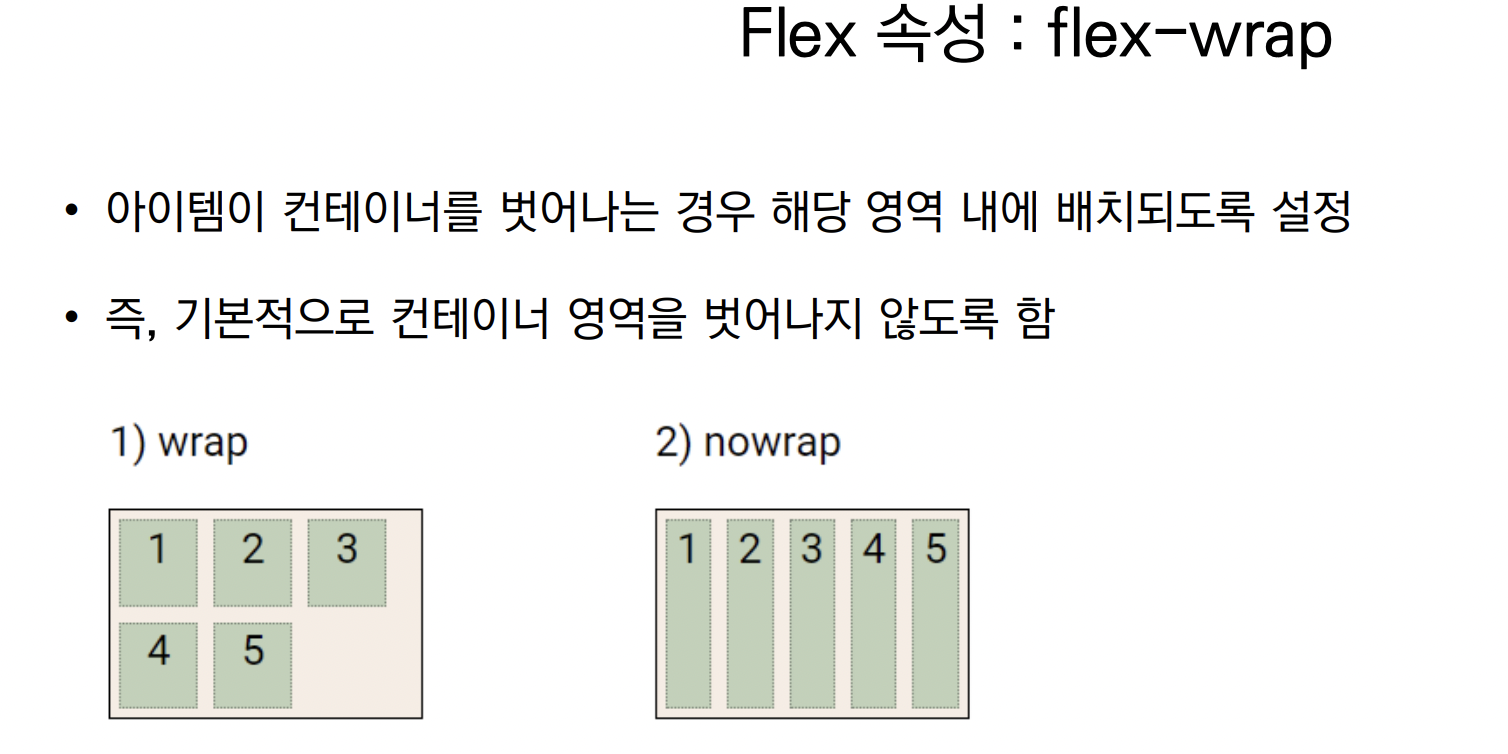 Flex 속성 : flex-wrap
• 아이템이 컨테이너를 벗어나는 경우 해당 영역 내에 배치되도록 설정
• 즉, 기본적으로 컨테이너 영역을 벗어나지 않도록 함
1) wrap
1 2 3
4 5
2) nowrap
1 2 3 4 5